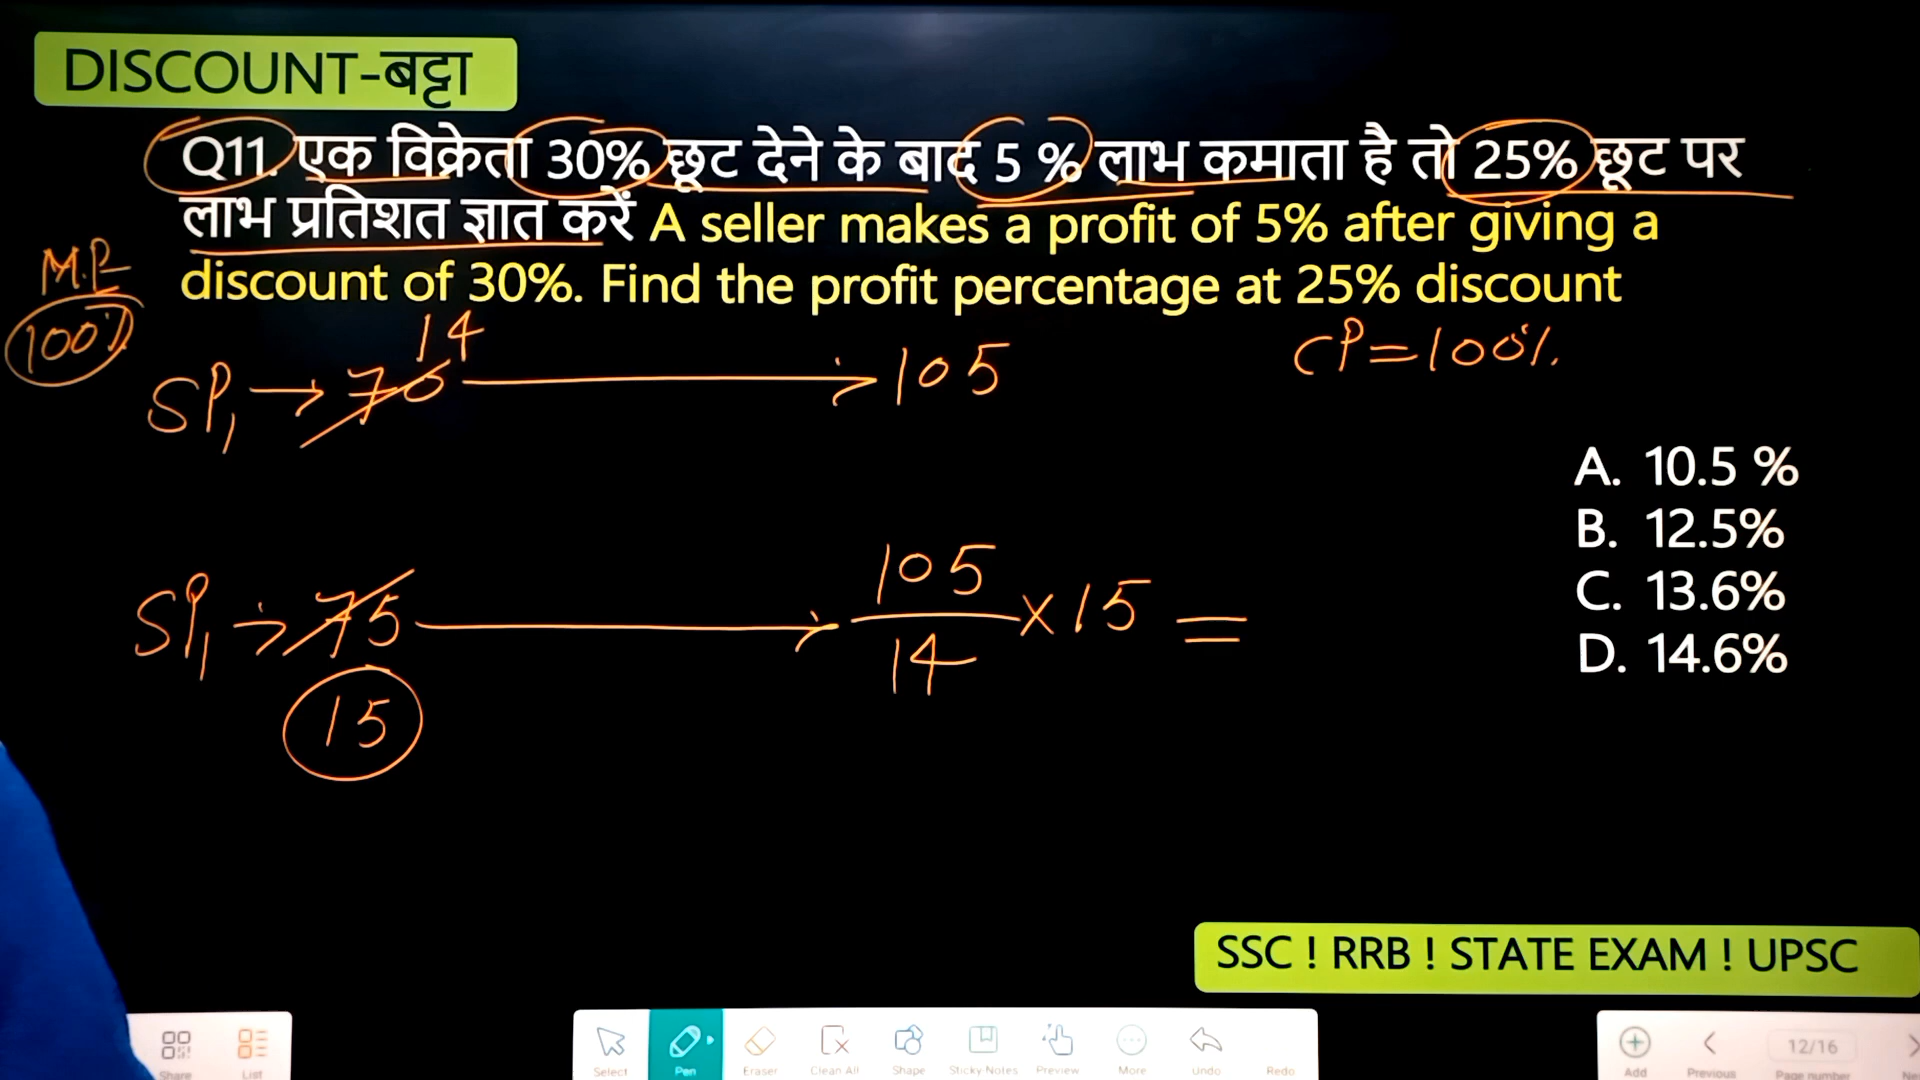 DISCOUNT-बट्टा
Q11. एक विक्रेता 30% छूट देने के बाद 5 % लाभ कमाता है तो 25% छूट पर
लाभ प्रतिशत ज्ञात करें A seller makes a profit of 5% after giving a
discount of 30%. Find the profit percentage at 25% discount
M.P
100%
14
SP₁ → 70 → 105
CP=100%.
A. 10.5 %
B. 12.5%
C. 13.6%
D. 14.6%
SP₁ → 75 → 105/14 × 15 =
15
SSC ! RRB ! STATE EXAM ! UPSC
Share List Select Pen Eraser Clean All Shape Sticky Notes Preview More Undo Redo Add Previous 12/16 Page number